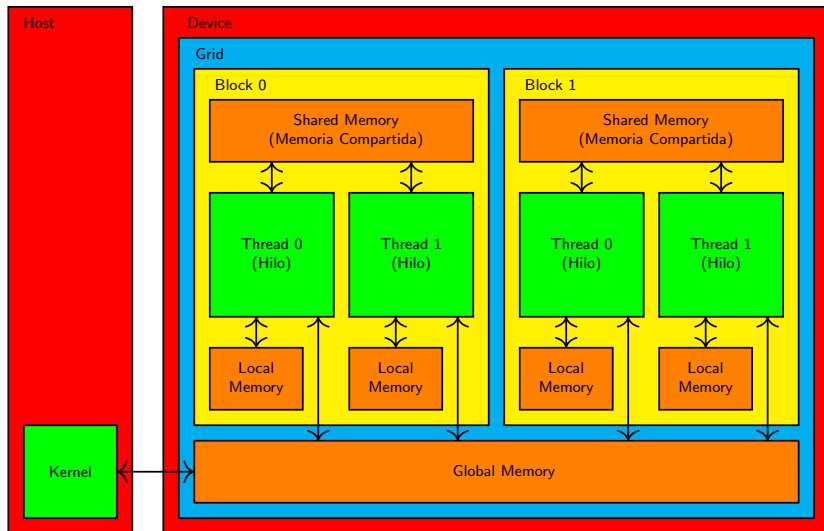 Host
Device
Grid
Block 0
Shared Memory
(Memoria Compartida)
Thread 0
(Hilo)
Thread 1
(Hilo)
Local
Memory
Local
Memory
Block 1
Shared Memory
(Memoria Compartida)
Thread 0
(Hilo)
Thread 1
(Hilo)
Local
Memory
Local
Memory
Kernel
Global Memory